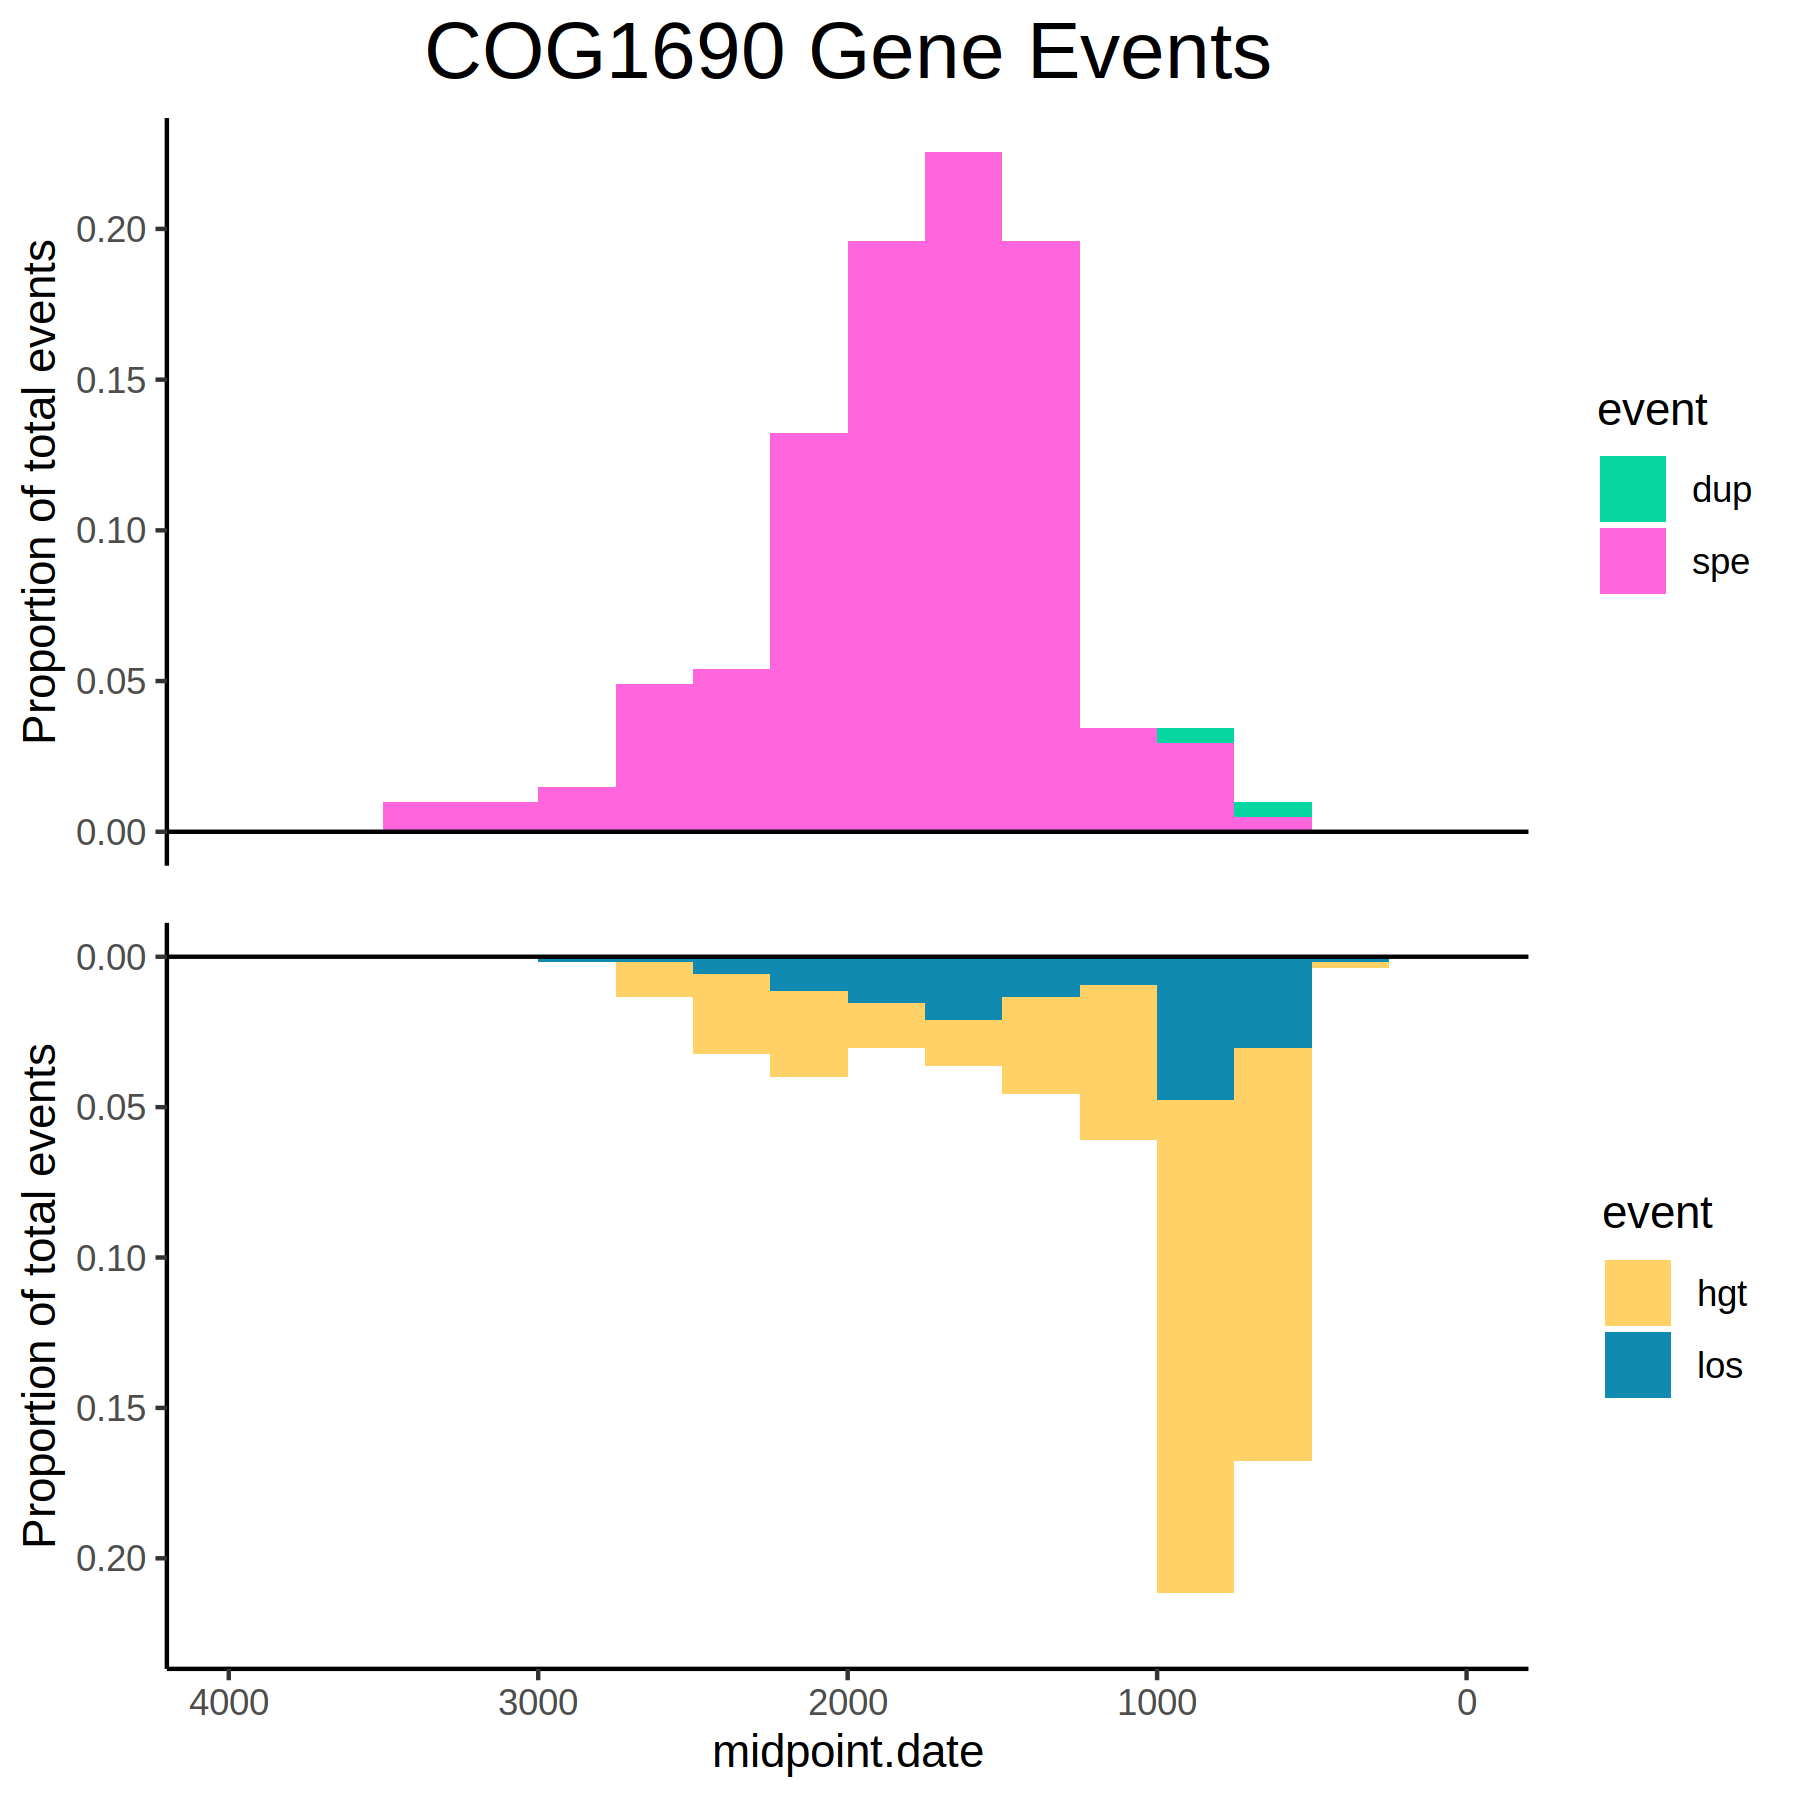 COG1690 Gene Events
Proportion of total events
0.20
0.15
0.10
0.05
0.00
event
dup
spe
Proportion of total events
0.00
0.05
0.10
0.15
0.20
event
hgt
los
4000 3000 2000 1000 0
midpoint.date